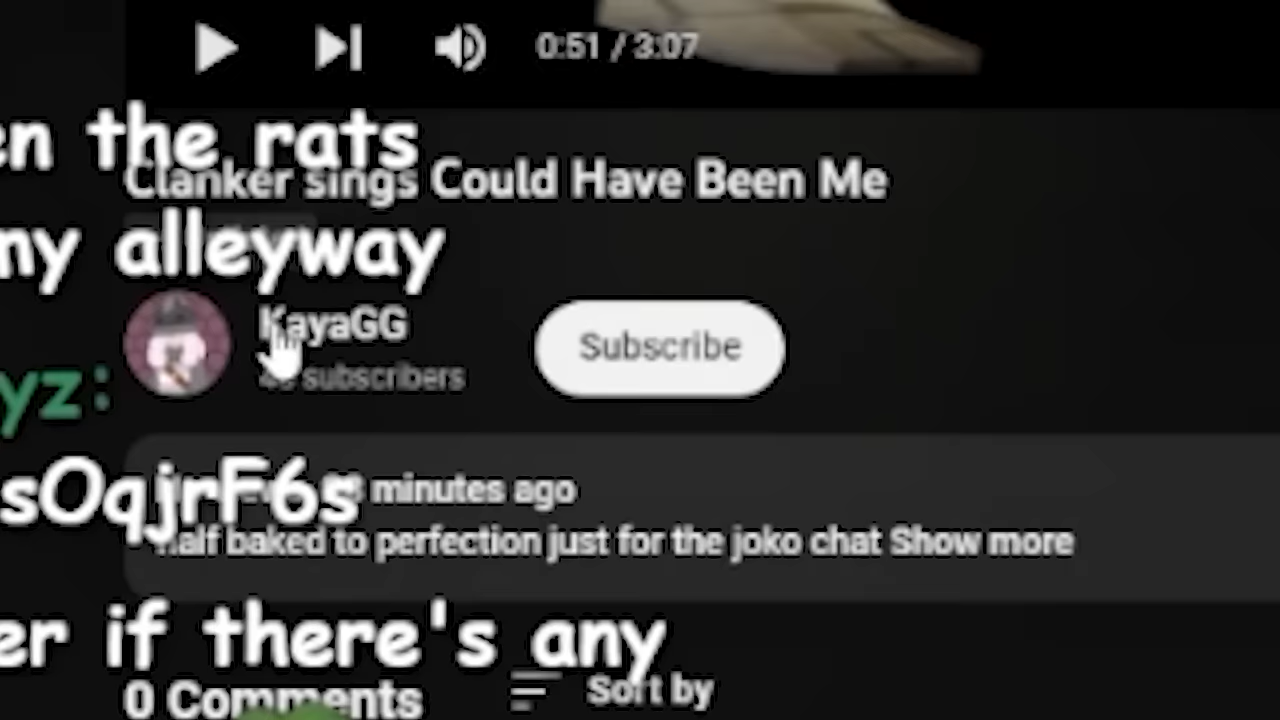 0:51 / 3:07
en the rats
Clanker sings Could Have Been Me
my alleyway
KayaGG
subscribers
Subscribe
yz:
sOqjrF6s
minutes ago
half baked to perfection just for the joko chat Show more
er if there's any
0 Comments
Sort by